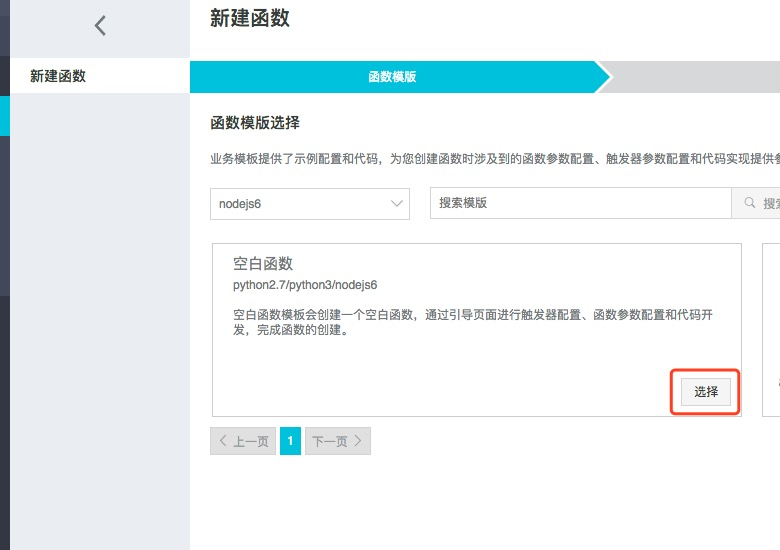 新建函数
新建函数
函数模版
函数模版选择
业务模板提供了示例配置和代码，为您创建函数时涉及到的函数参数配置、触发器参数配置和代码实现提供
nodejs6
搜索模版
搜
空白函数
python2.7/python3/nodejs6
空白函数模板会创建一个空白函数，通过引导页面进行触发器配置、函数参数配置和代码开
发，完成函数的创建。
选择
上一页
1
下一页